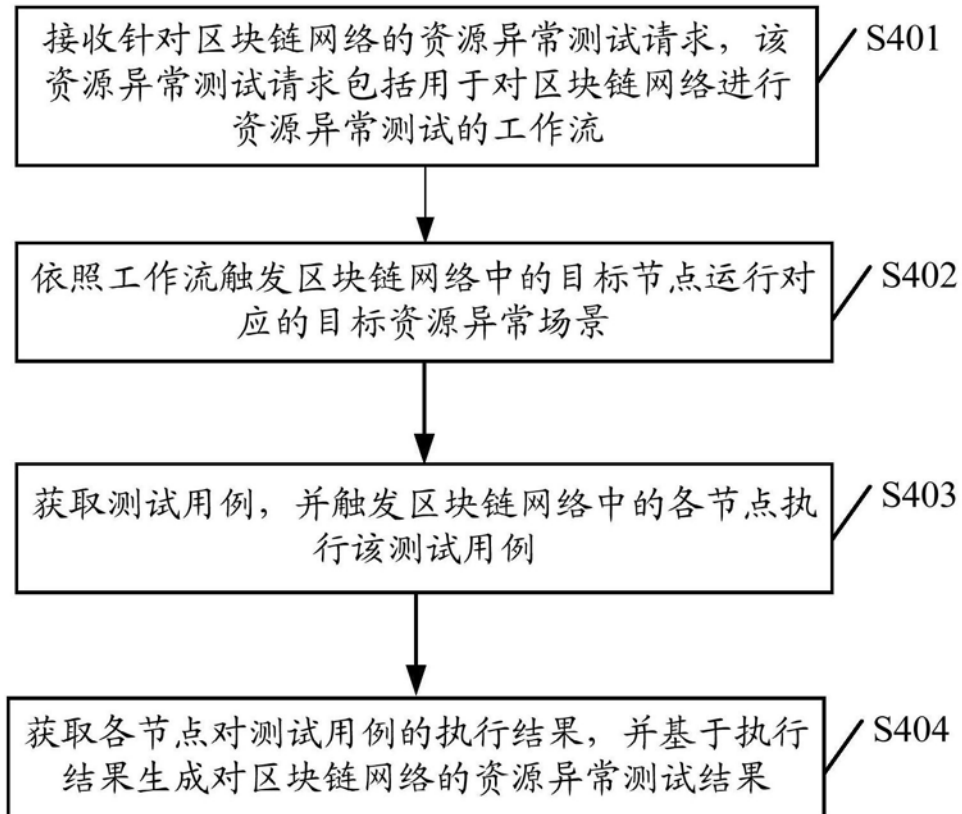 接收针对区块链网络的资源异常测试请求，该
资源异常测试请求包括用于对区块链网络进行
资源异常测试的工作流
S401
依照工作流触发区块链网络中的目标节点运行对
应的目标资源异常场景
S402
获取测试用例，并触发区块链网络中的各节点执
行该测试用例
S403
获取各节点对测试用例的执行结果，并基于执行
结果生成对区块链网络的资源异常测试结果
S404